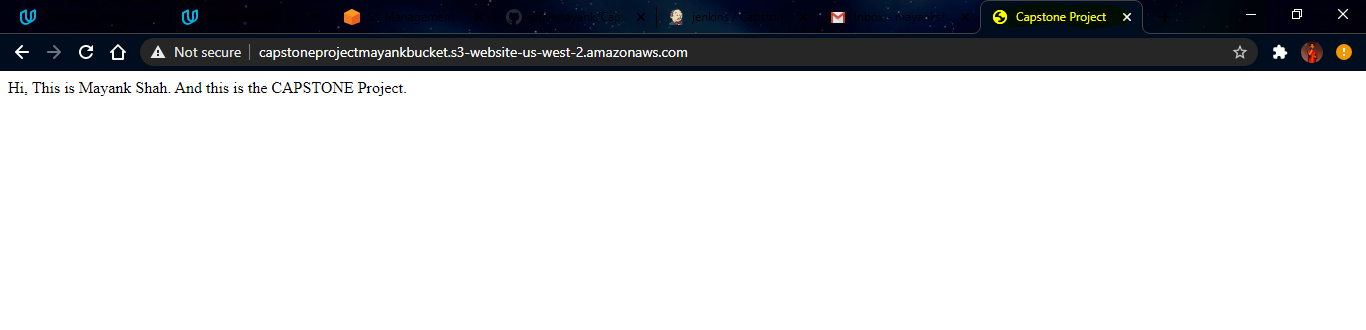 Management
jenkins
Capstone Project
Not secure
capstoneprojectmayankbucket.s3-website-us-west-2.amazonaws.com
Hi, This is Mayank Shah. And this is the CAPSTONE Project.